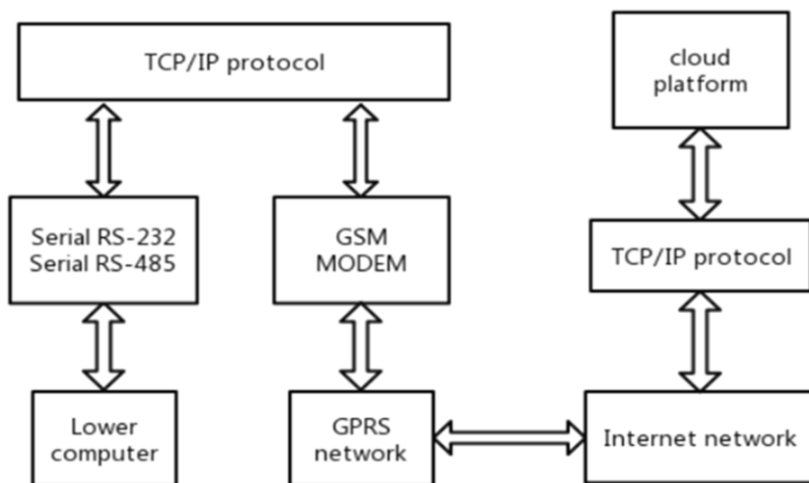 TCP/IP protocol
cloud
platform
Serial RS-232
Serial RS-485
GSM
MODEM
TCP/IP protocol
Lower
computer
GPRS
network
Internet network